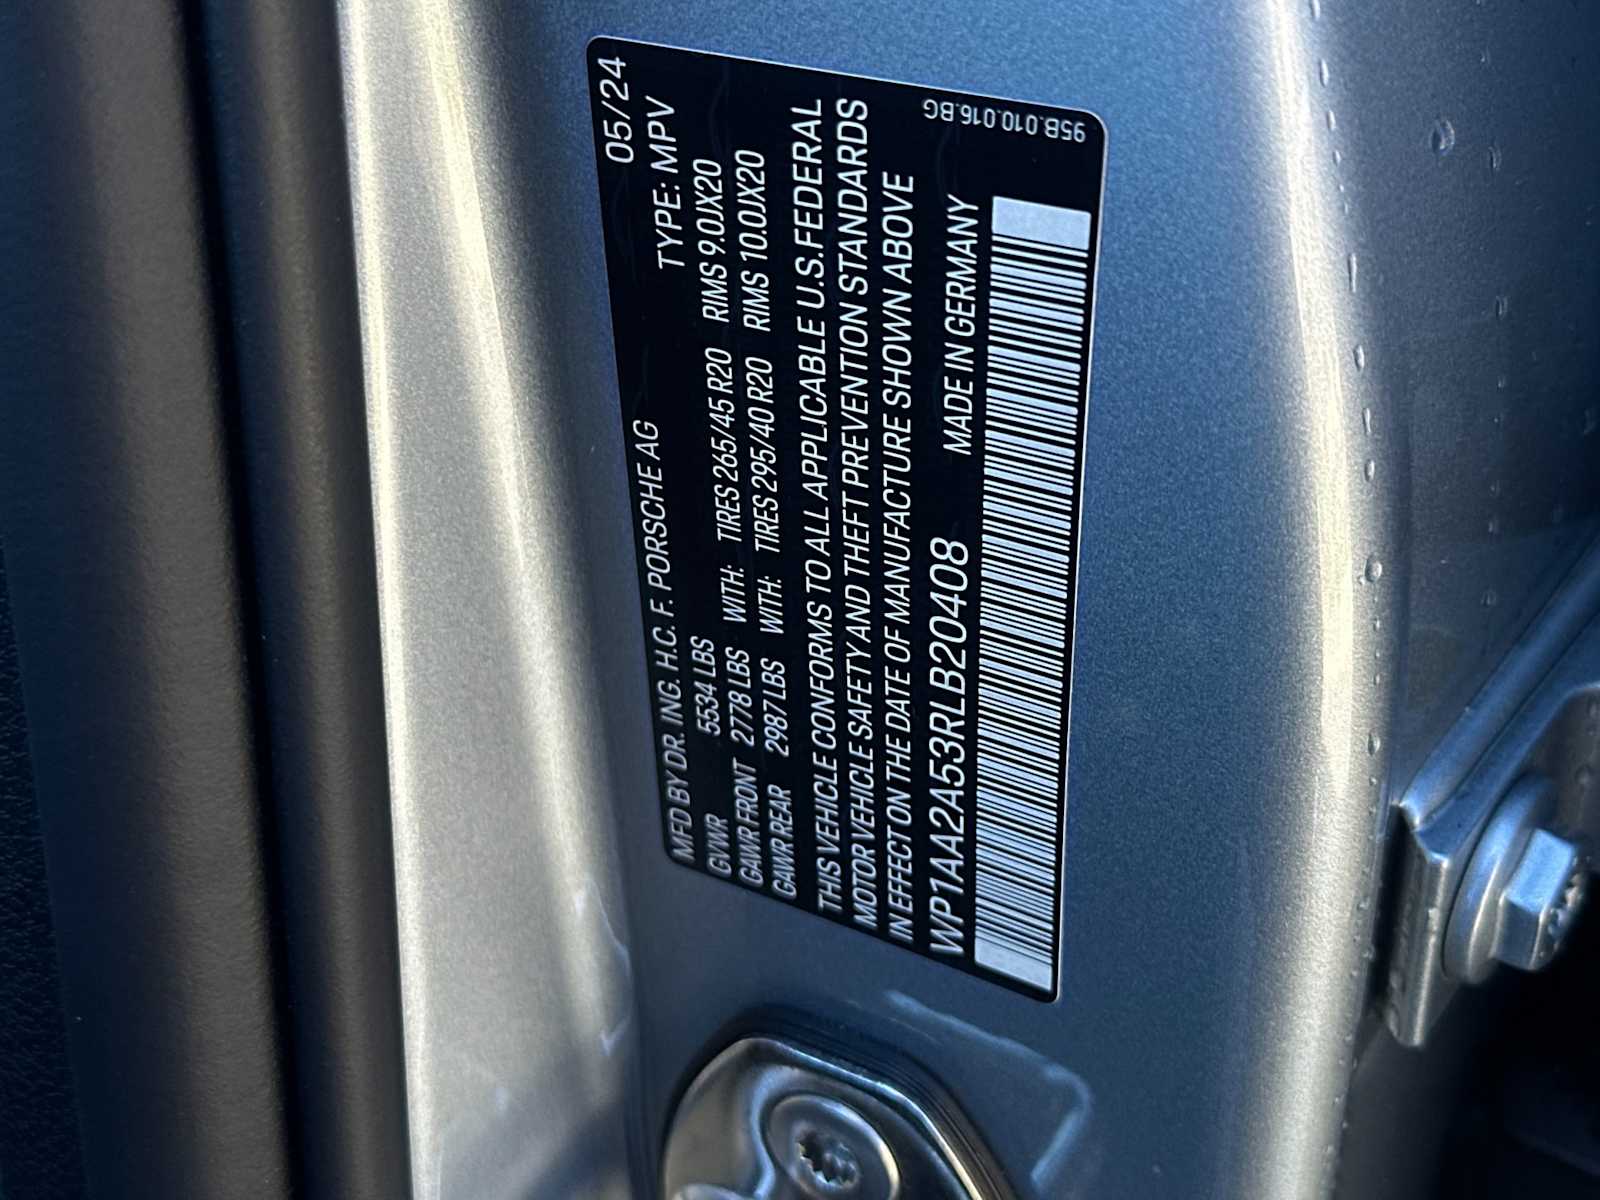 05/24
MFD BY DR. ING. H.C. F. PORSCHE AG TYPE: MPV
GVWR 5534 LBS
GAWR FRONT 2778 LBS WITH: TIRES 265/45 R20 RIMS 9.0JX20
GAWR REAR 2987 LBS WITH: TIRES 295/40 R20 RIMS 10.0JX20
THIS VEHICLE CONFORMS TO ALL APPLICABLE U.S.FEDERAL
MOTOR VEHICLE SAFETY AND THEFT PREVENTION STANDARDS
IN EFFECT ON THE DATE OF MANUFACTURE SHOWN ABOVE
WP1AA2A53RLB20408 MADE IN GERMANY
95B.010.016.BG